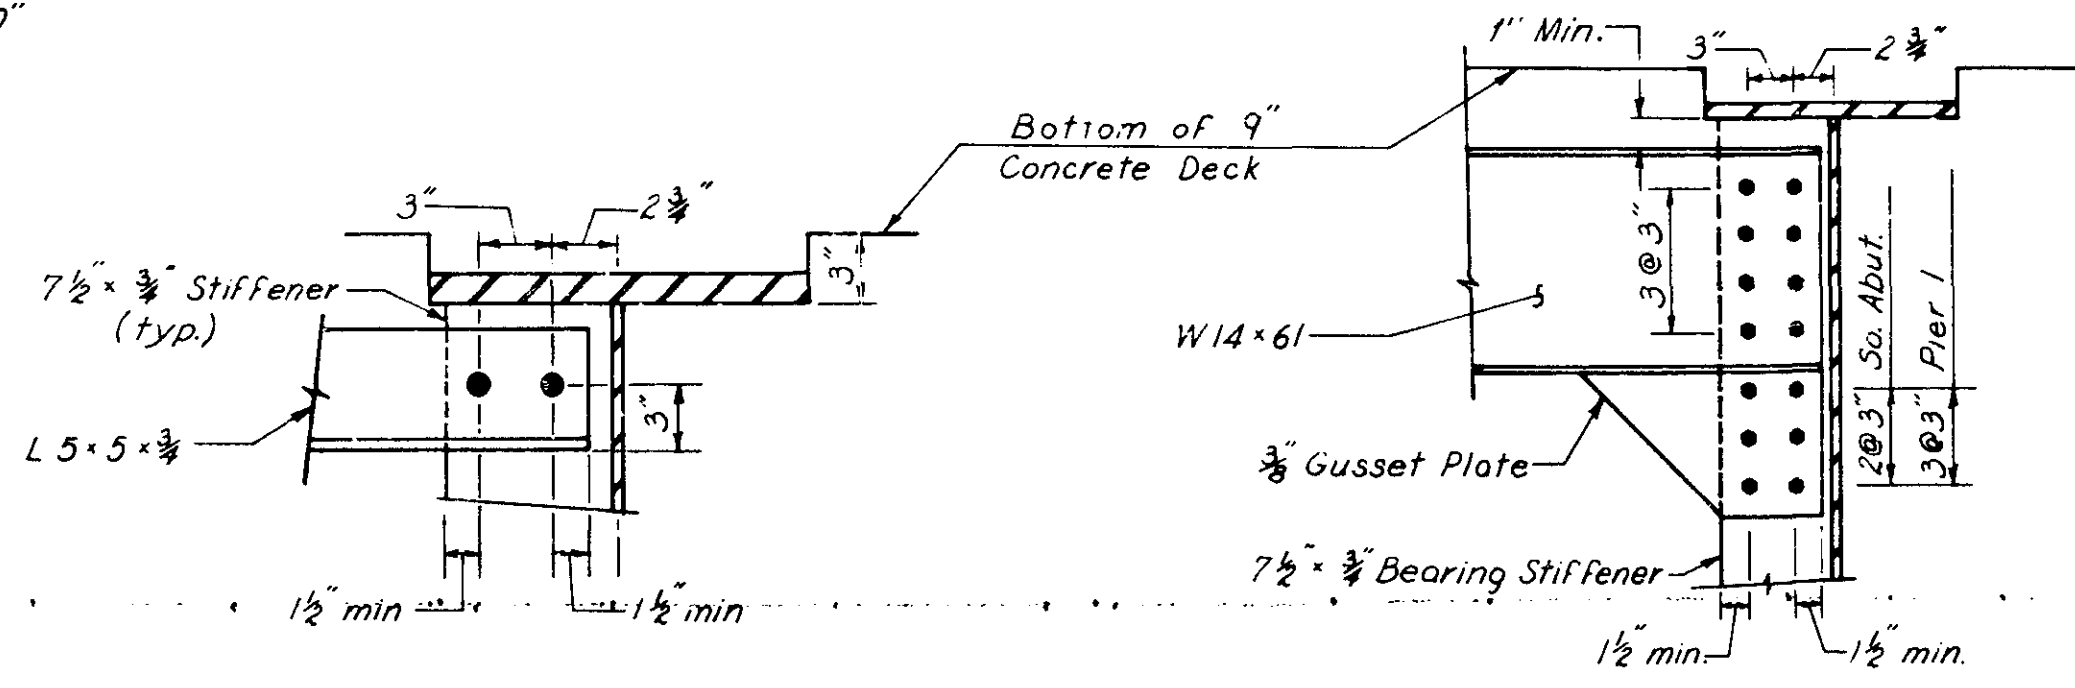 0"
Bottom of 9"
Concrete Deck
3"
2 3/4"
7 1/2" × 3/4" Stiffener
(typ.)
3"
L 5 × 5 × 3/4
3"
1 1/2" min
1 1/2" min
1" Min.
3"
2 3/4"
3 @ 3"
W 14 × 61
So. Abut.
Pier 1
2@3"
3@3"
3/8" Gusset Plate
7 1/2" × 3/4" Bearing Stiffener
1 1/2" min.
1 1/2" min.